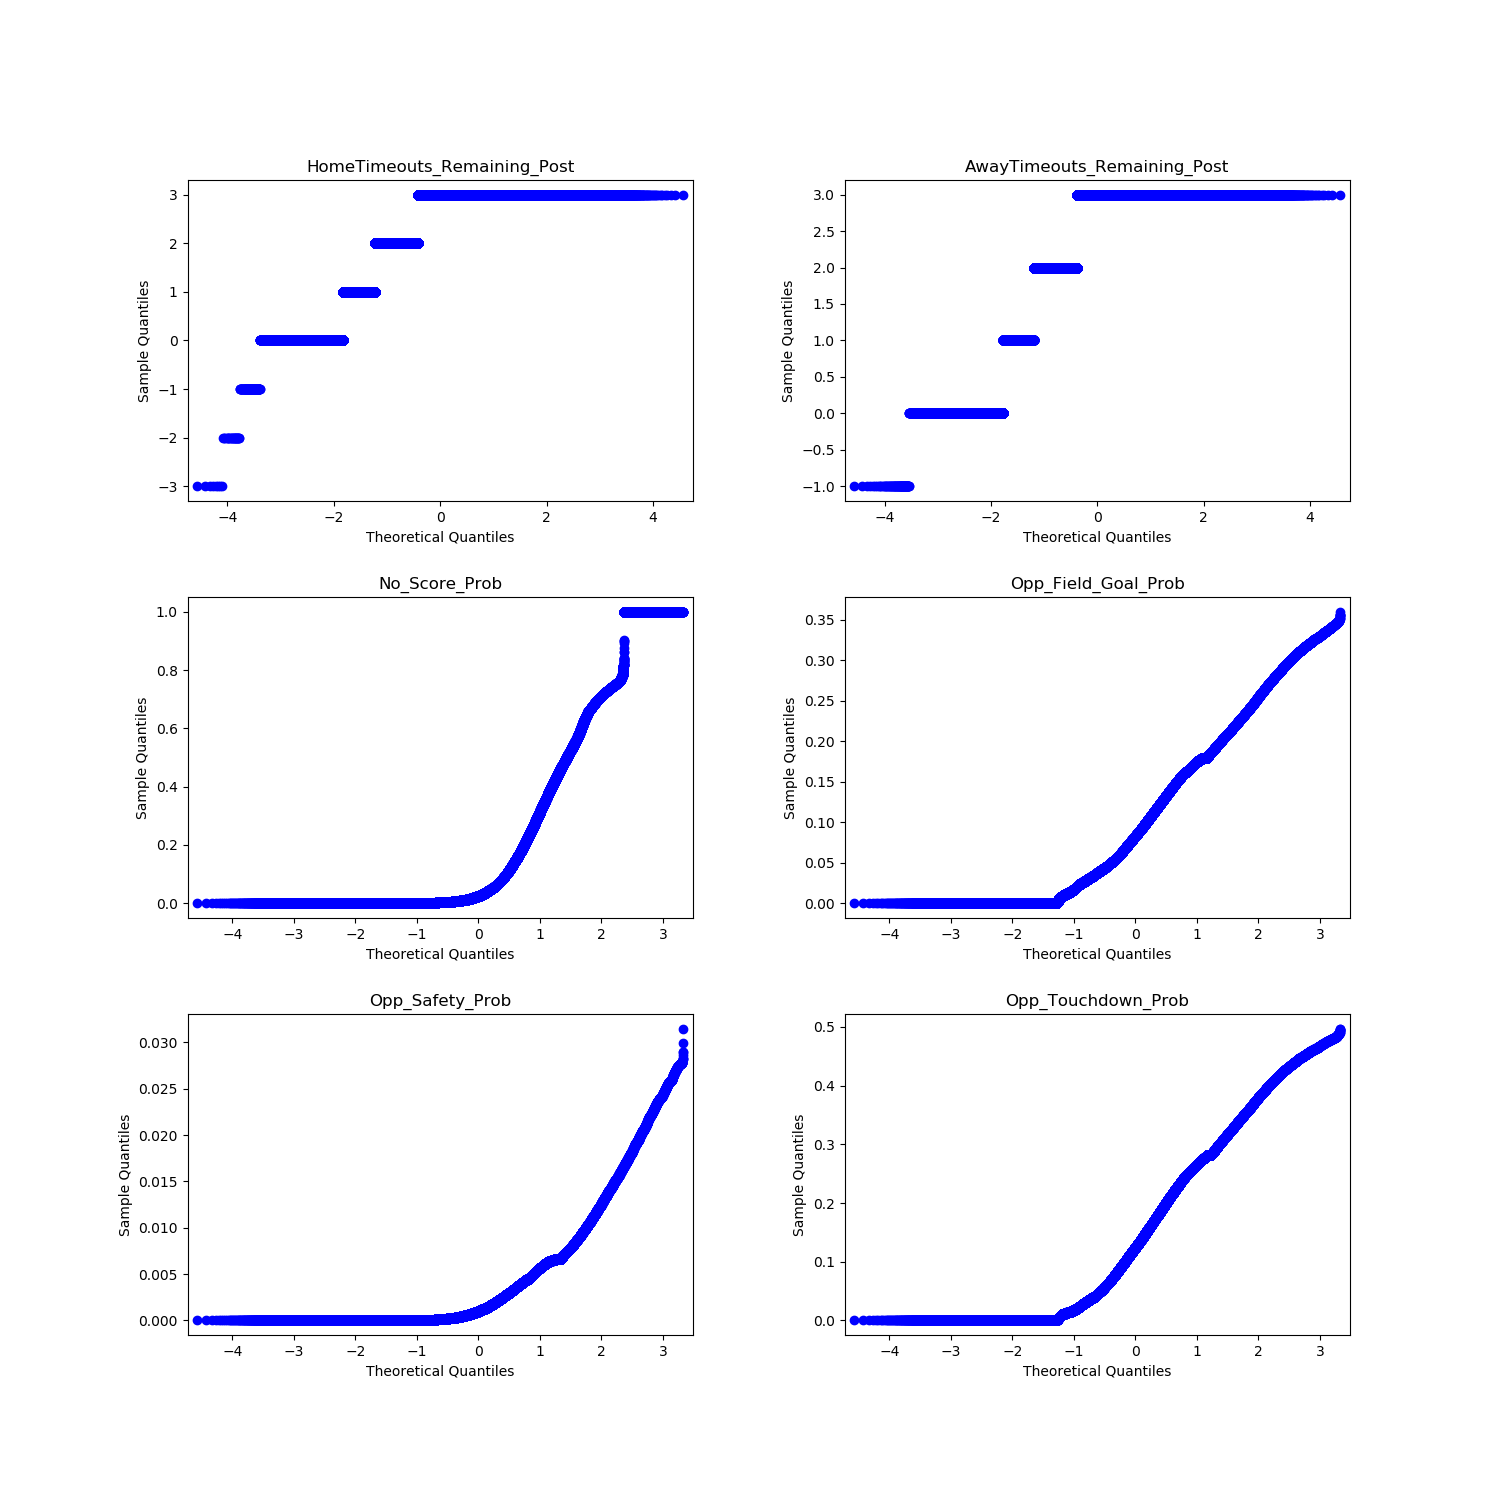 HomeTimeouts_Remaining_Post
3
2
1
0
−1
−2
−3
Sample Quantiles
−4 −2 0 2 4
Theoretical Quantiles
AwayTimeouts_Remaining_Post
3.0
2.5
2.0
1.5
1.0
0.5
0.0
−0.5
−1.0
Sample Quantiles
−4 −2 0 2 4
Theoretical Quantiles
No_Score_Prob
1.0
0.8
0.6
0.4
0.2
0.0
Sample Quantiles
−4 −3 −2 −1 0 1 2 3
Theoretical Quantiles
Opp_Field_Goal_Prob
0.35
0.30
0.25
0.20
0.15
0.10
0.05
0.00
Sample Quantiles
−4 −3 −2 −1 0 1 2 3
Theoretical Quantiles
Opp_Safety_Prob
0.030
0.025
0.020
0.015
0.010
0.005
0.000
Sample Quantiles
−4 −3 −2 −1 0 1 2 3
Theoretical Quantiles
Opp_Touchdown_Prob
0.5
0.4
0.3
0.2
0.1
0.0
Sample Quantiles
−4 −3 −2 −1 0 1 2 3
Theoretical Quantiles